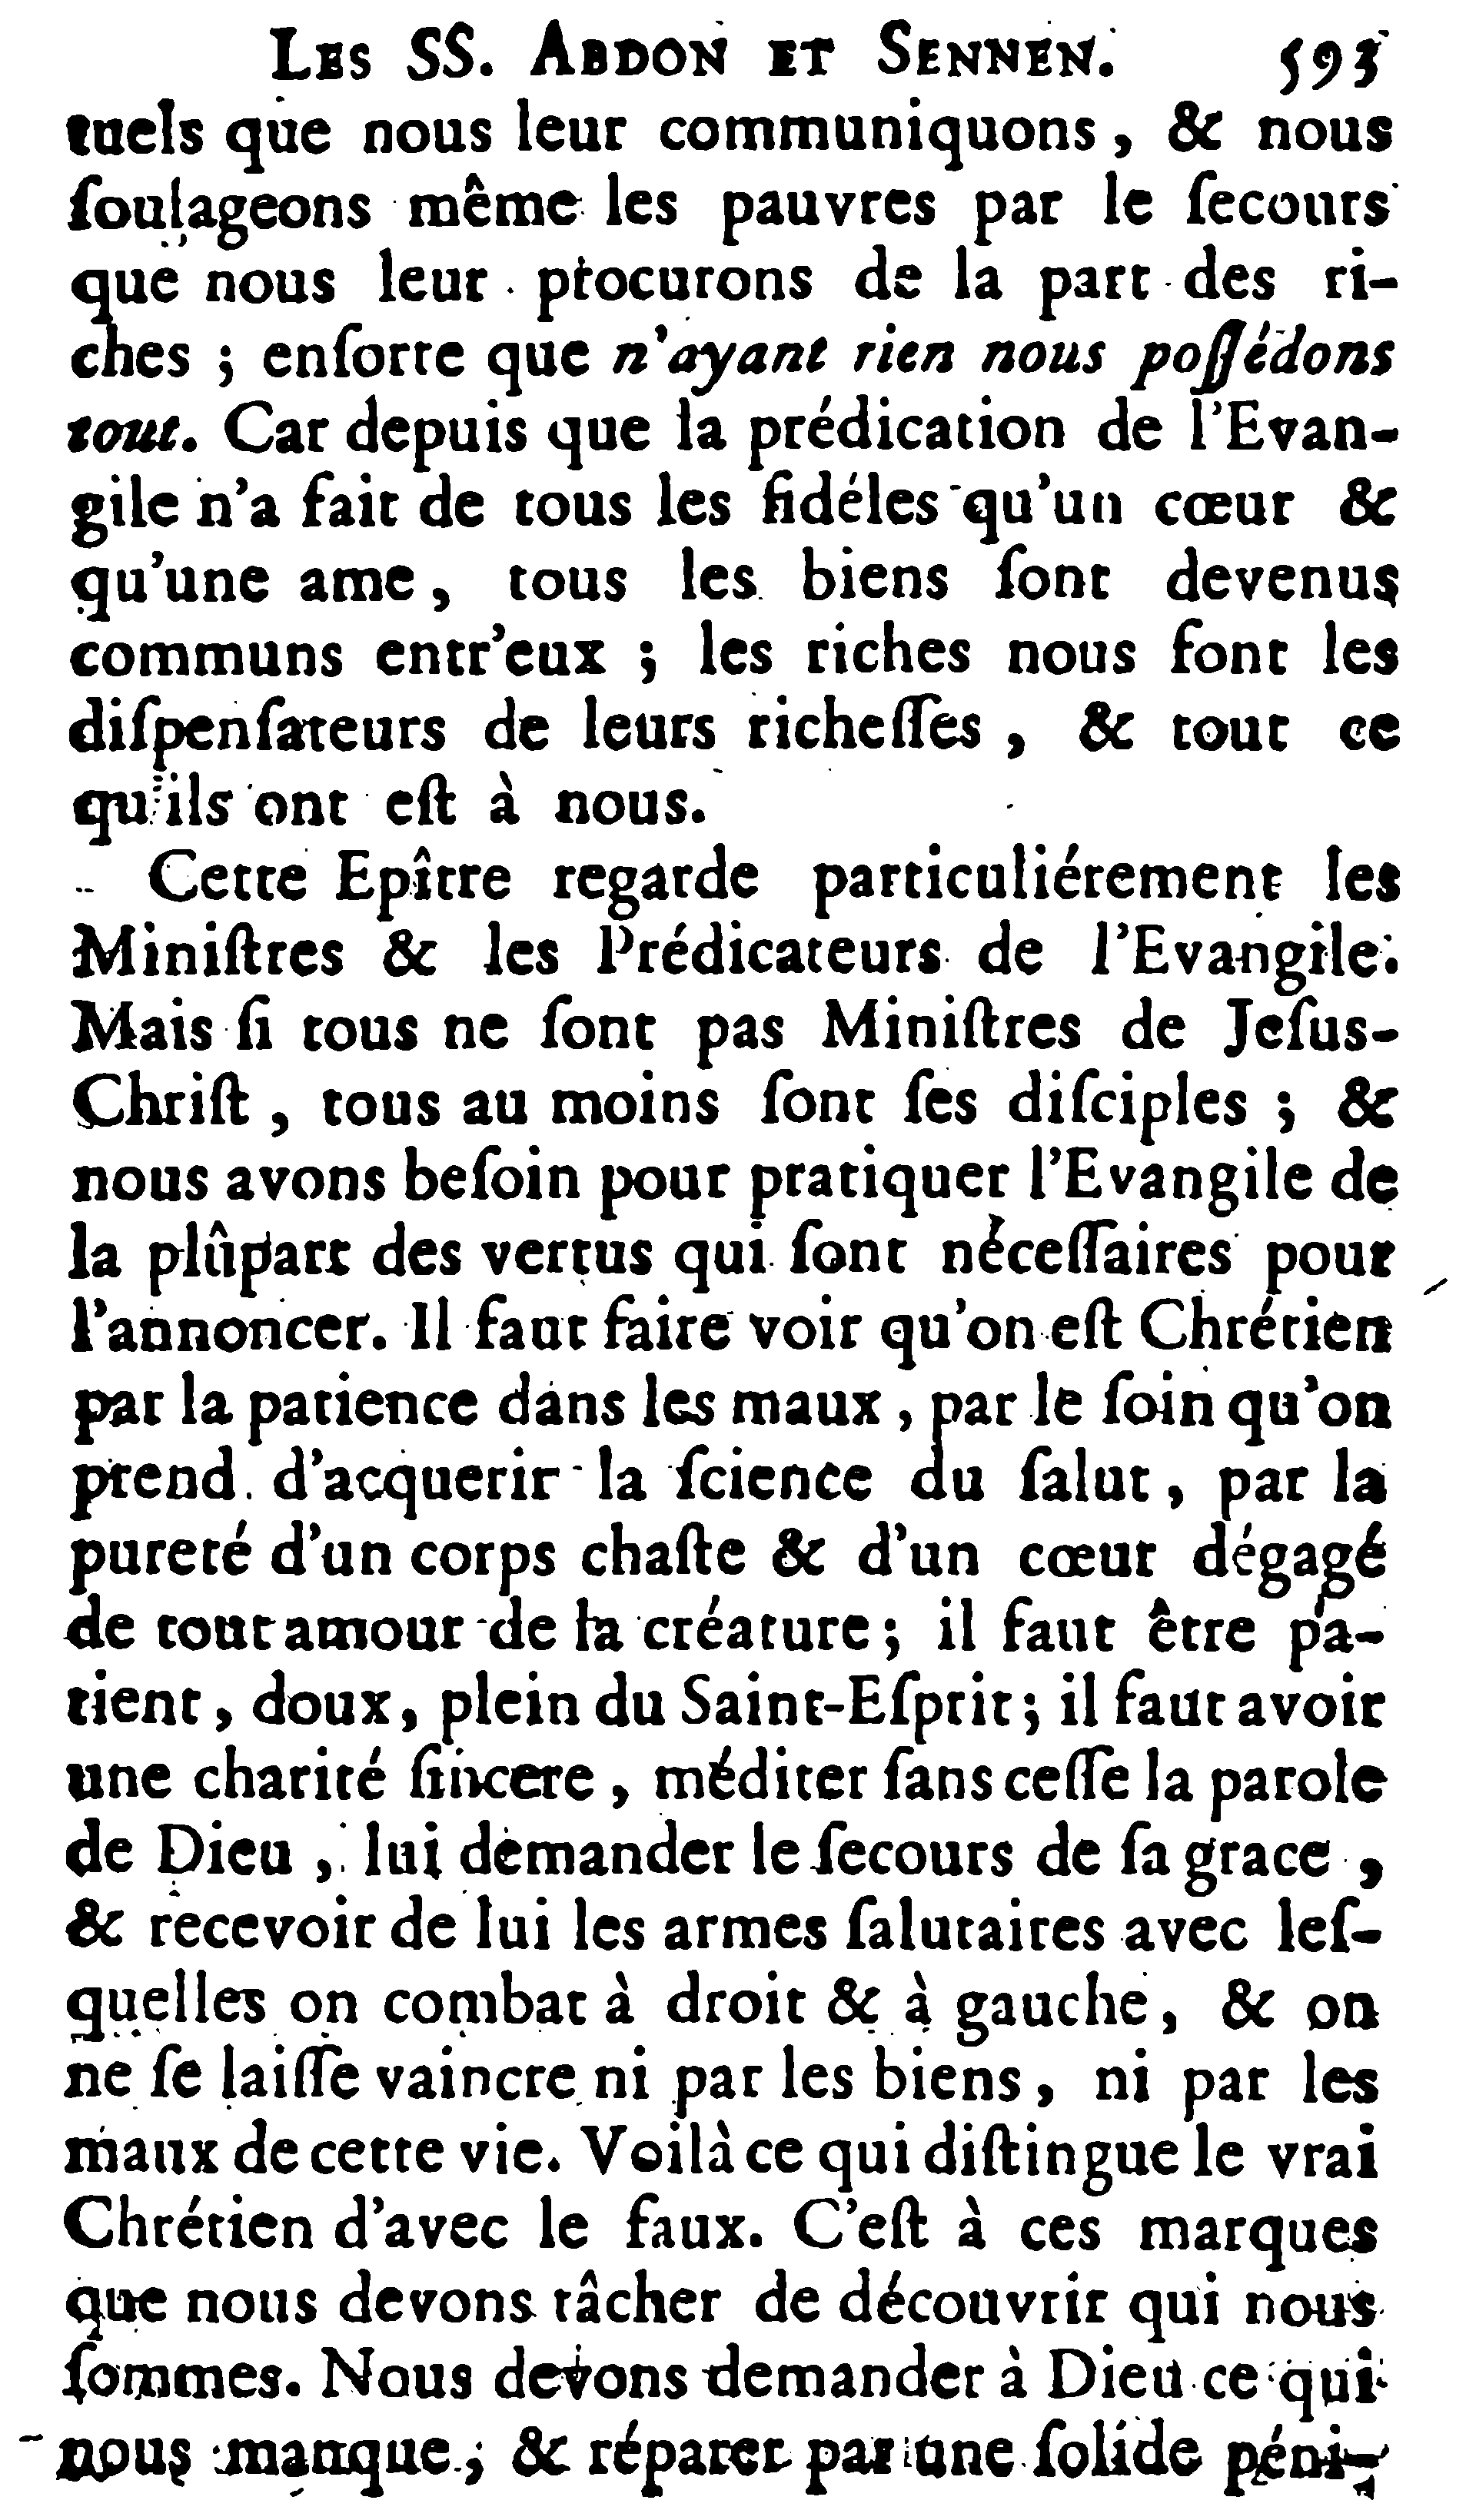 LES SS. ABDON ET SENNEN. 593
tuels que nous leur communiquons, & nous
ſoulageons même les pauvres par le ſecours
que nous leur procurons de la part des ri-
ches ; enſorte que n'ayant rien nous poſſédons
tout. Car depuis que la prédication de l'Evan-
gile n'a fait de tous les fidéles qu'un cœur &
qu'une ame, tous les biens ſont devenus
communs entr'eux ; les riches nous font les
diſpenſateurs de leurs richeſſes, & tout ce
qu'ils ont eſt à nous.
Cette Epître regarde particuliérement les
Miniſtres & les Prédicateurs de l'Evangile.
Mais ſi tous ne ſont pas Miniſtres de Jeſus-
Chriſt, tous au moins ſont ſes diſciples ; &
nous avons beſoin pour pratiquer l'Evangile de
la plûpart des vertus qui ſont néceſſaires pour
l'annoncer. Il faut faire voir qu'on eſt Chrétien
par la patience dans les maux, par le ſoin qu'on
prend d'acquerir la ſcience du ſalut, par la
pureté d'un corps chaſte & d'un cœur dégagé
de tout amour de la créature ; il faut être pa-
tient, doux, plein du Saint-Eſprit ; il faut avoir
une charité ſincere, méditer ſans ceſſe la parole
de Dieu, lui demander le ſecours de ſa grace,
& recevoir de lui les armes ſalutaires avec leſ-
quelles on combat à droit & à gauche, & on
ne ſe laiſſe vaincre ni par les biens, ni par les
maux de cette vie. Voilà ce qui diſtingue le vrai
Chrétien d'avec le faux. C'eſt à ces marques
que nous devons tâcher de découvrir qui nous
ſommes. Nous devons demander à Dieu ce qui
nous manque ; & réparer par une ſolide péni-